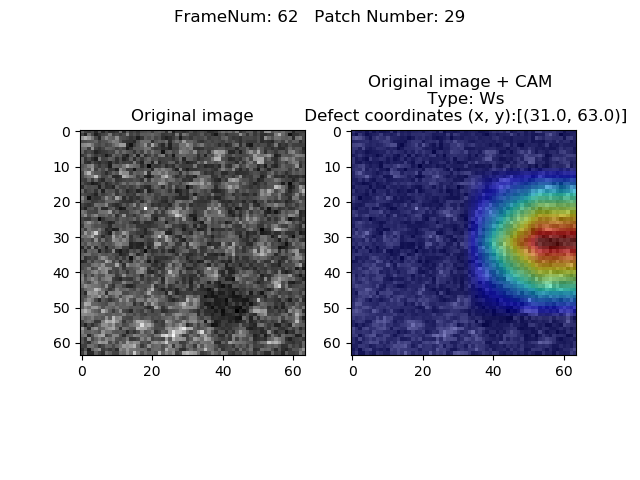 FrameNum: 62   Patch Number: 29
Original image
0
10
20
30
40
50
60
0 20 40 60
Original image + CAM
Type: Ws
Defect coordinates (x, y):[(31.0, 63.0)]
0
10
20
30
40
50
60
0 20 40 60